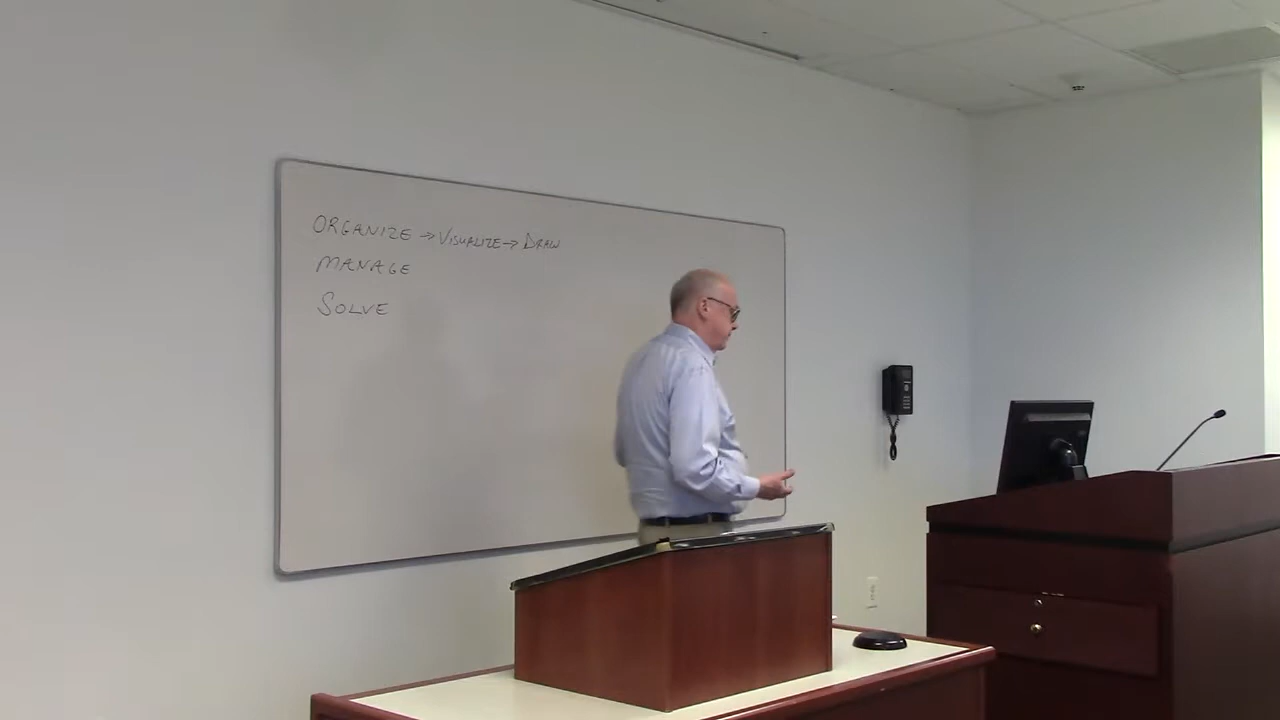 ORGANIZE → VISUALIZE → DRAW
MANAGE
SOLVE